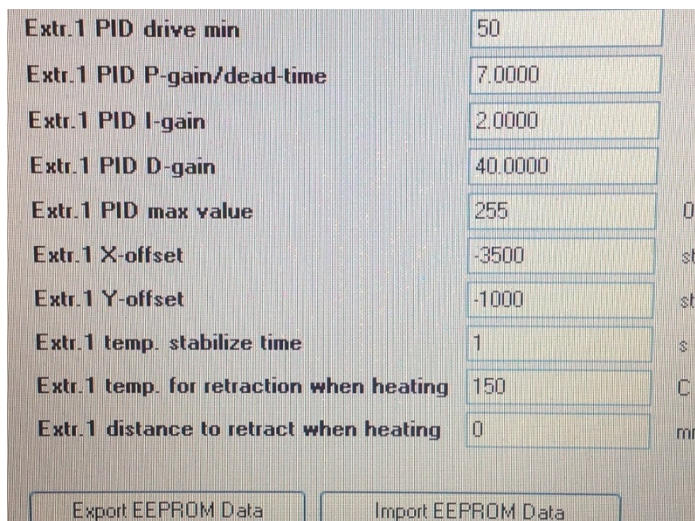 Extr.1 PID drive min 50
Extr.1 PID P-gain/dead-time 7.0000
Extr.1 PID I-gain 2.0000
Extr.1 PID D-gain 40.0000
Extr.1 PID max value 255 0
Extr.1 X-offset -3500
Extr.1 Y-offset -1000
Extr.1 temp. stabilize time 1 s
Extr.1 temp. for retraction when heating 150 C
Extr.1 distance to retract when heating 0
Export EEPROM Data Import EEPROM Data